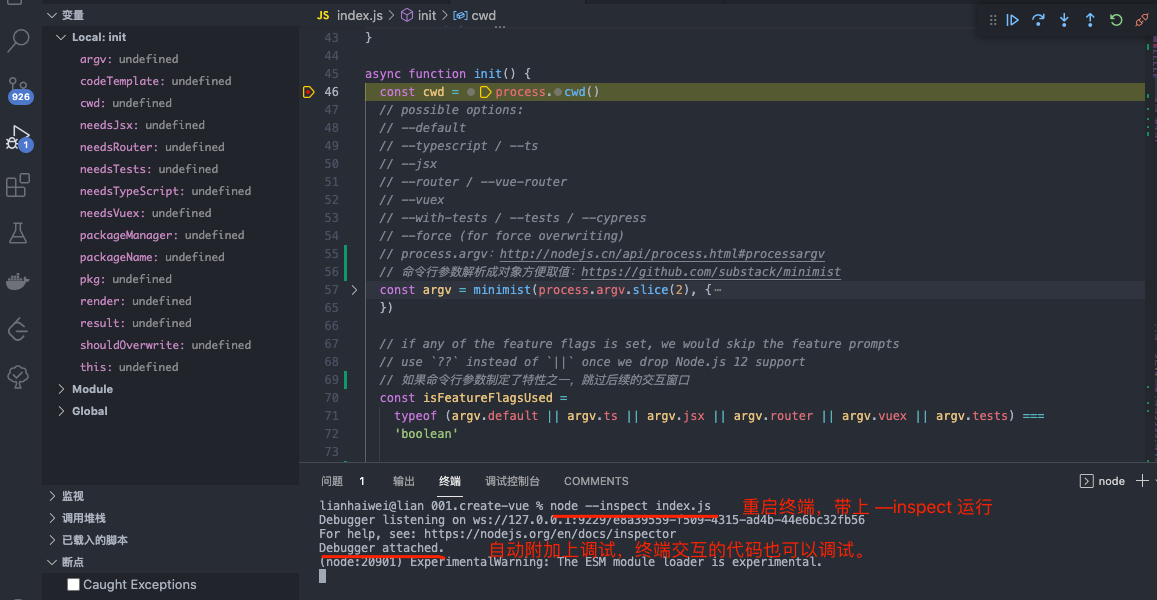 变量
Local: init
argv: undefined
codeTemplate: undefined
cwd: undefined
needsJsx: undefined
needsRouter: undefined
needsTests: undefined
needsTypeScript: undefined
needsVuex: undefined
packageManager: undefined
packageName: undefined
pkg: undefined
render: undefined
result: undefined
shouldOverwrite: undefined
this: undefined
Module
Global
监视
调用堆栈
已载入的脚本
断点
Caught Exceptions
926
1
JS index.js > init > cwd
43 }
44
45 async function init() {
46 const cwd = process.cwd()
47 // possible options:
48 // --default
49 // --typescript / --ts
50 // --jsx
51 // --router / --vue-router
52 // --vuex
53 // --with-tests / --tests / --cypress
54 // --force (for force overwriting)
55 // process.argv：http://nodejs.cn/api/process.html#processargv
56 // 命令行参数解析成对象方便取值：https://github.com/substack/minimist
57 const argv = minimist(process.argv.slice(2), {⋯
65 })
66
67 // if any of the feature flags is set, we would skip the feature prompts
68 // use `??` instead of `||` once we drop Node.js 12 support
69 // 如果命令行参数制定了特性之一，跳过后续的交互窗口
70 const isFeatureFlagsUsed =
71 typeof (argv.default || argv.ts || argv.jsx || argv.router || argv.vuex || argv.tests) ===
72 'boolean'
73
问题 1 输出 终端 调试控制台 COMMENTS
node
lianhaiwei@lian 001.create-vue % node --inspect index.js
重启终端，带上 —inspect 运行
Debugger listening on ws://127.0.0.1:9229/e8a39559-f509-4315-ad4b-44e6bc32fb56
For help, see: https://nodejs.org/en/docs/inspector
Debugger attached.
自动附加上调试，终端交互的代码也可以调试。
(node:20901) ExperimentalWarning: The ESM module loader is experimental.